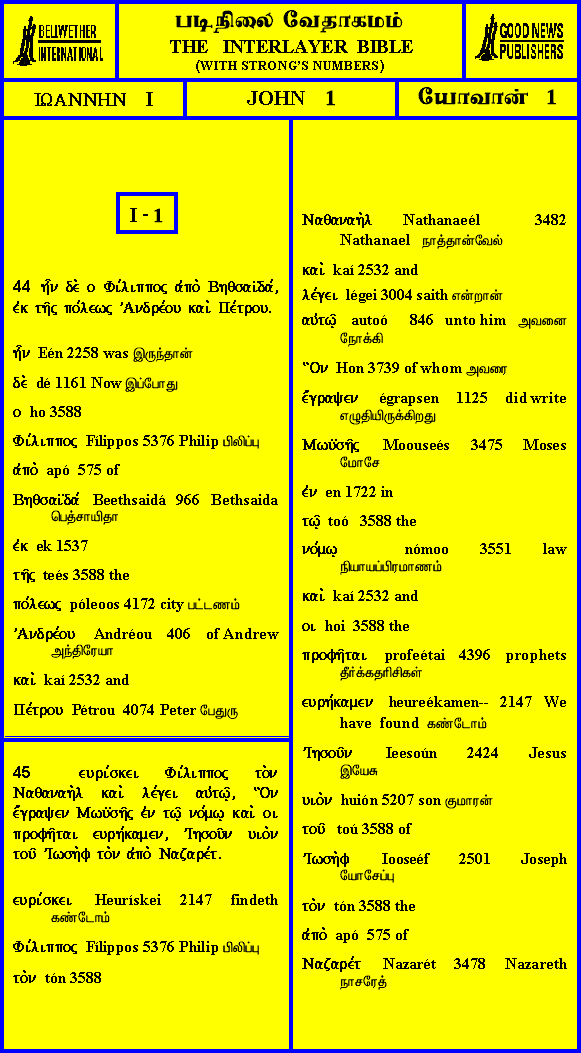 BELLWETHER
INTERNATIONAL
படிநிலை வேதாகமம்
THE INTERLAYER BIBLE
(WITH STRONG'S NUMBERS)
GOOD NEWS
PUBLISHERS
ΙΩΑΝΝΗΝ I
JOHN 1
யோவான் 1
I - 1
44 ἦν δὲ ο Φίλιππος ἀπὸ Βηθσαϊδά,
ἐκ τῆς πόλεως Ἀνδρέου καὶ Πέτρου.
ἦν Eén 2258 was இருந்தான்
δὲ dé 1161 Now இப்போது
ο ho 3588
Φίλιππος Fílippos 5376 Philip பிலிப்பு
ἀπὸ apó 575 of
Βηθσαϊδά Beethsaidá 966 Bethsaida
பெத்சாயிதா
ἐκ ek 1537
τῆς teés 3588 the
πόλεως póleoos 4172 city பட்டணம்
Ἀνδρέου Andréou 406 of Andrew
அந்திரேயா
καὶ kaí 2532 and
Πέτρου Pétrou 4074 Peter பேதுரு
45 ευρίσκει Φίλιππος τὸν
Ναθαναὴλ καὶ λέγει αὐτῷ, Ὃν
ἔγραψεν Μωϋσῆς ἐν τῷ νόμῳ καὶ οι
προφῆται ευρήκαμεν, Ἰησοῦν υιὸν
τοῦ Ἰωσὴφ τὸν ἀπὸ Ναζαρέτ.
ευρίσκει Heurískei 2147 findeth
கண்டோம்
Φίλιππος Fílippos 5376 Philip பிலிப்பு
τὸν tón 3588
Ναθαναὴλ Nathanaeél 3482
Nathanael நாத்தான்வேல்
καὶ kaí 2532 and
λέγει légei 3004 saith என்றான்
αὐτῷ autoó 846 unto him அவனை
நோக்கி
Ὃν Hon 3739 of whom அவரை
ἔγραψεν égrapsen 1125 did write
எழுதியிருக்கிறது
Μωϋσῆς Moouseés 3475 Moses
மோசே
ἐν en 1722 in
τῷ toó 3588 the
νόμῳ nómoo 3551 law
நியாயப்பிரமாணம்
καὶ kaí 2532 and
οι hoi 3588 the
προφῆται profeétai 4396 prophets
தீர்க்கதரிசிகள்
ευρήκαμεν heureékamen-- 2147 We
have found கண்டோம்
Ἰησοῦν Ieesoún 2424 Jesus
இயேசு
υιὸν huión 5207 son குமாரன்
τοῦ toú 3588 of
Ἰωσὴφ Iooseéf 2501 Joseph
யோசேப்பு
τὸν tón 3588 the
ἀπὸ apó 575 of
Ναζαρέτ Nazarét 3478 Nazareth
நாசரேத்